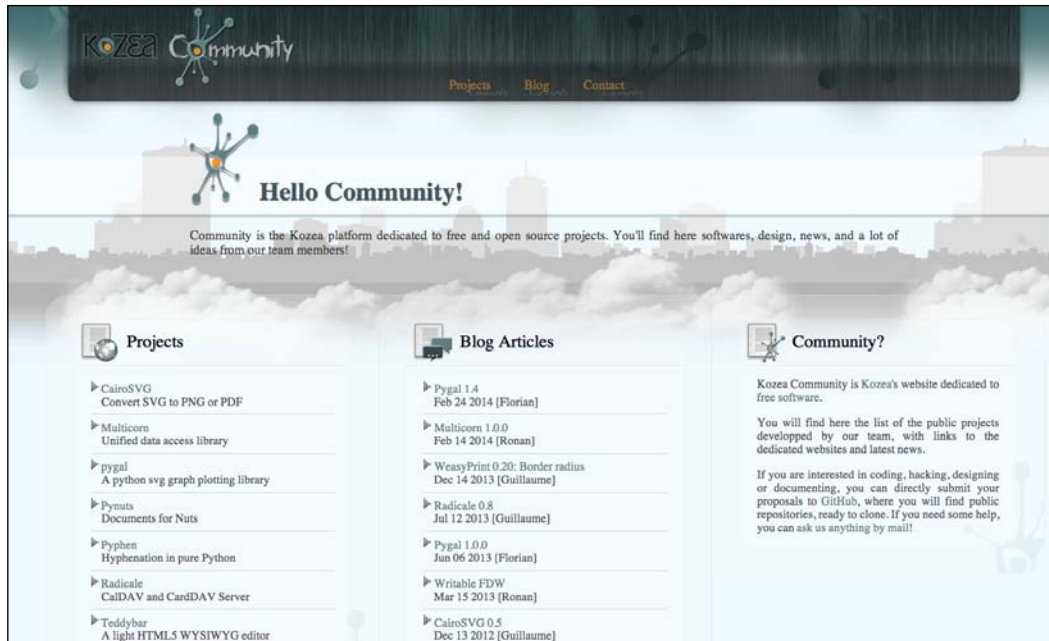 Kozea Community
Projects Blog Contact
Hello Community!
Community is the Kozea platform dedicated to free and open source projects. You'll find here softwares, design, news, and a lot of
ideas from our team members!
Projects
CairoSVG
Convert SVG to PNG or PDF
Multicorn
Unified data access library
pygal
A python svg graph plotting library
Pynuts
Documents for Nuts
Pyphen
Hyphenation in pure Python
Radicale
CalDAV and CardDAV Server
Teddybar
A light HTML5 WYSIWYG editor
Blog Articles
Pygal 1.4
Feb 24 2014 [Florian]
Multicorn 1.0.0
Feb 14 2014 [Ronan]
WeasyPrint 0.20: Border radius
Dec 14 2013 [Guillaume]
Radicale 0.8
Jul 12 2013 [Guillaume]
Pygal 1.0.0
Jun 06 2013 [Florian]
Writable FDW
Mar 15 2013 [Ronan]
CairoSVG 0.5
Dec 13 2012 [Guillaume]
Community?
Kozea Community is Kozea's website dedicated to
free software.
You will find here the list of the public projects
developped by our team, with links to the
dedicated websites and latest news.
If you are interested in coding, hacking, designing
or documenting, you can directly submit your
proposals to GitHub, where you will find public
repositories, ready to clone. If you need some help,
you can ask us anything by mail!